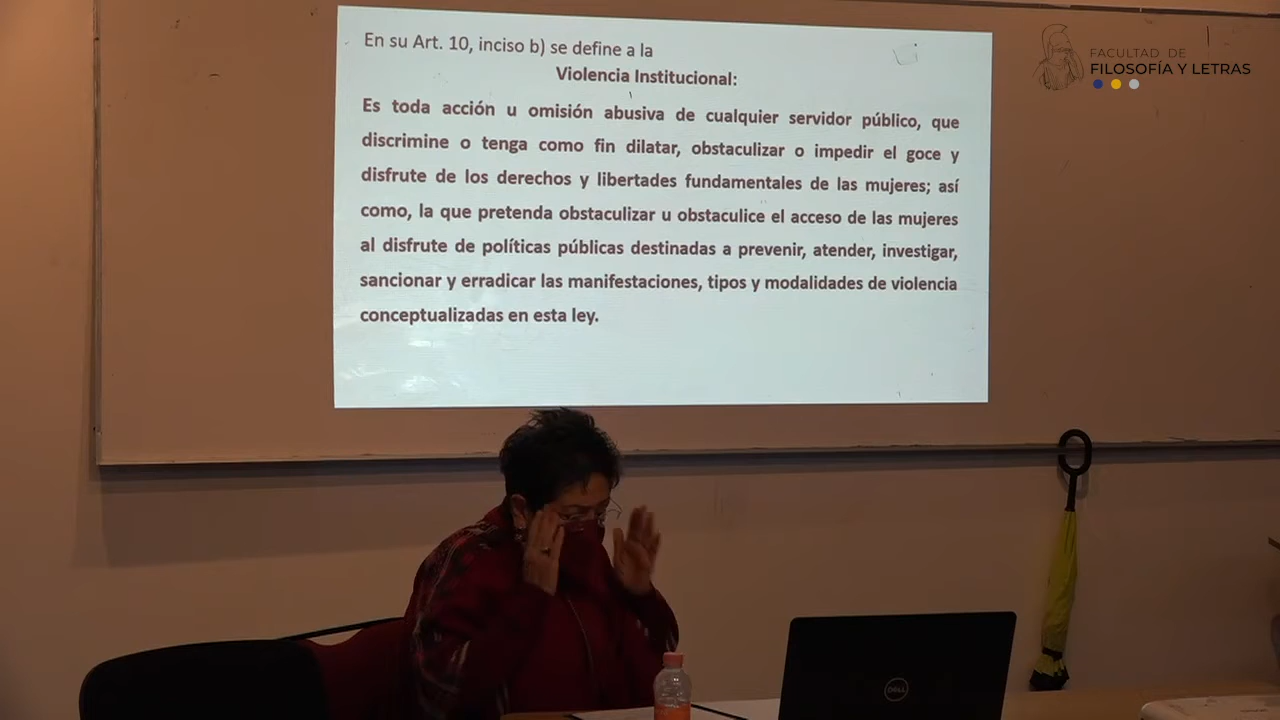 En su Art. 10, inciso b) se define a la
Violencia Institucional:
Es toda acción u omisión abusiva de cualquier servidor público, que
discrimine o tenga como fin dilatar, obstaculizar o impedir el goce y
disfrute de los derechos y libertades fundamentales de las mujeres; así
como, la que pretenda obstaculizar u obstaculice el acceso de las mujeres
al disfrute de políticas públicas destinadas a prevenir, atender, investigar,
sancionar y erradicar las manifestaciones, tipos y modalidades de violencia
conceptualizadas en esta ley.
FACULTAD DE
FILOSOFÍA Y LETRAS
DELL